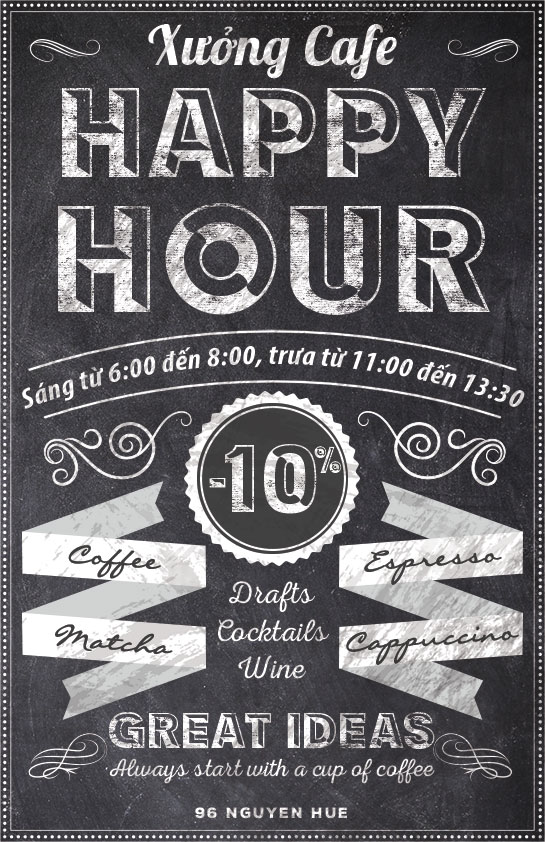 Xưởng Cafe
HAPPY
HOUR
Sáng từ 6:00 đến 8:00, trưa từ 11:00 đến 13:30
-10%
Coffee
Espresso
Matcha
Cappuccino
Drafts
Cocktails
Wine
GREAT IDEAS
Always start with a cup of coffee
96 NGUYEN HUE